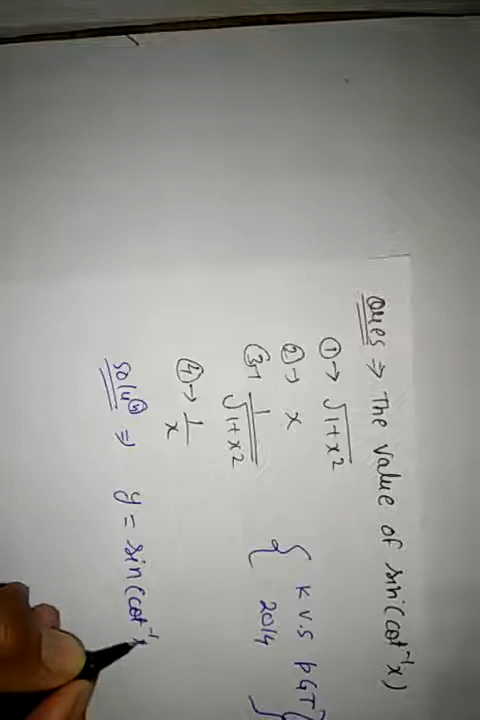 Ques ⇒ The value of sin(cot⁻¹x)
① → √1+x²
② → x
③→ 1/√1+x²
④ → 1/x
{ K V.S PGT
2014 }
Solu⁽ⁿ⁾ ⇒ y = sin(cot⁻¹x